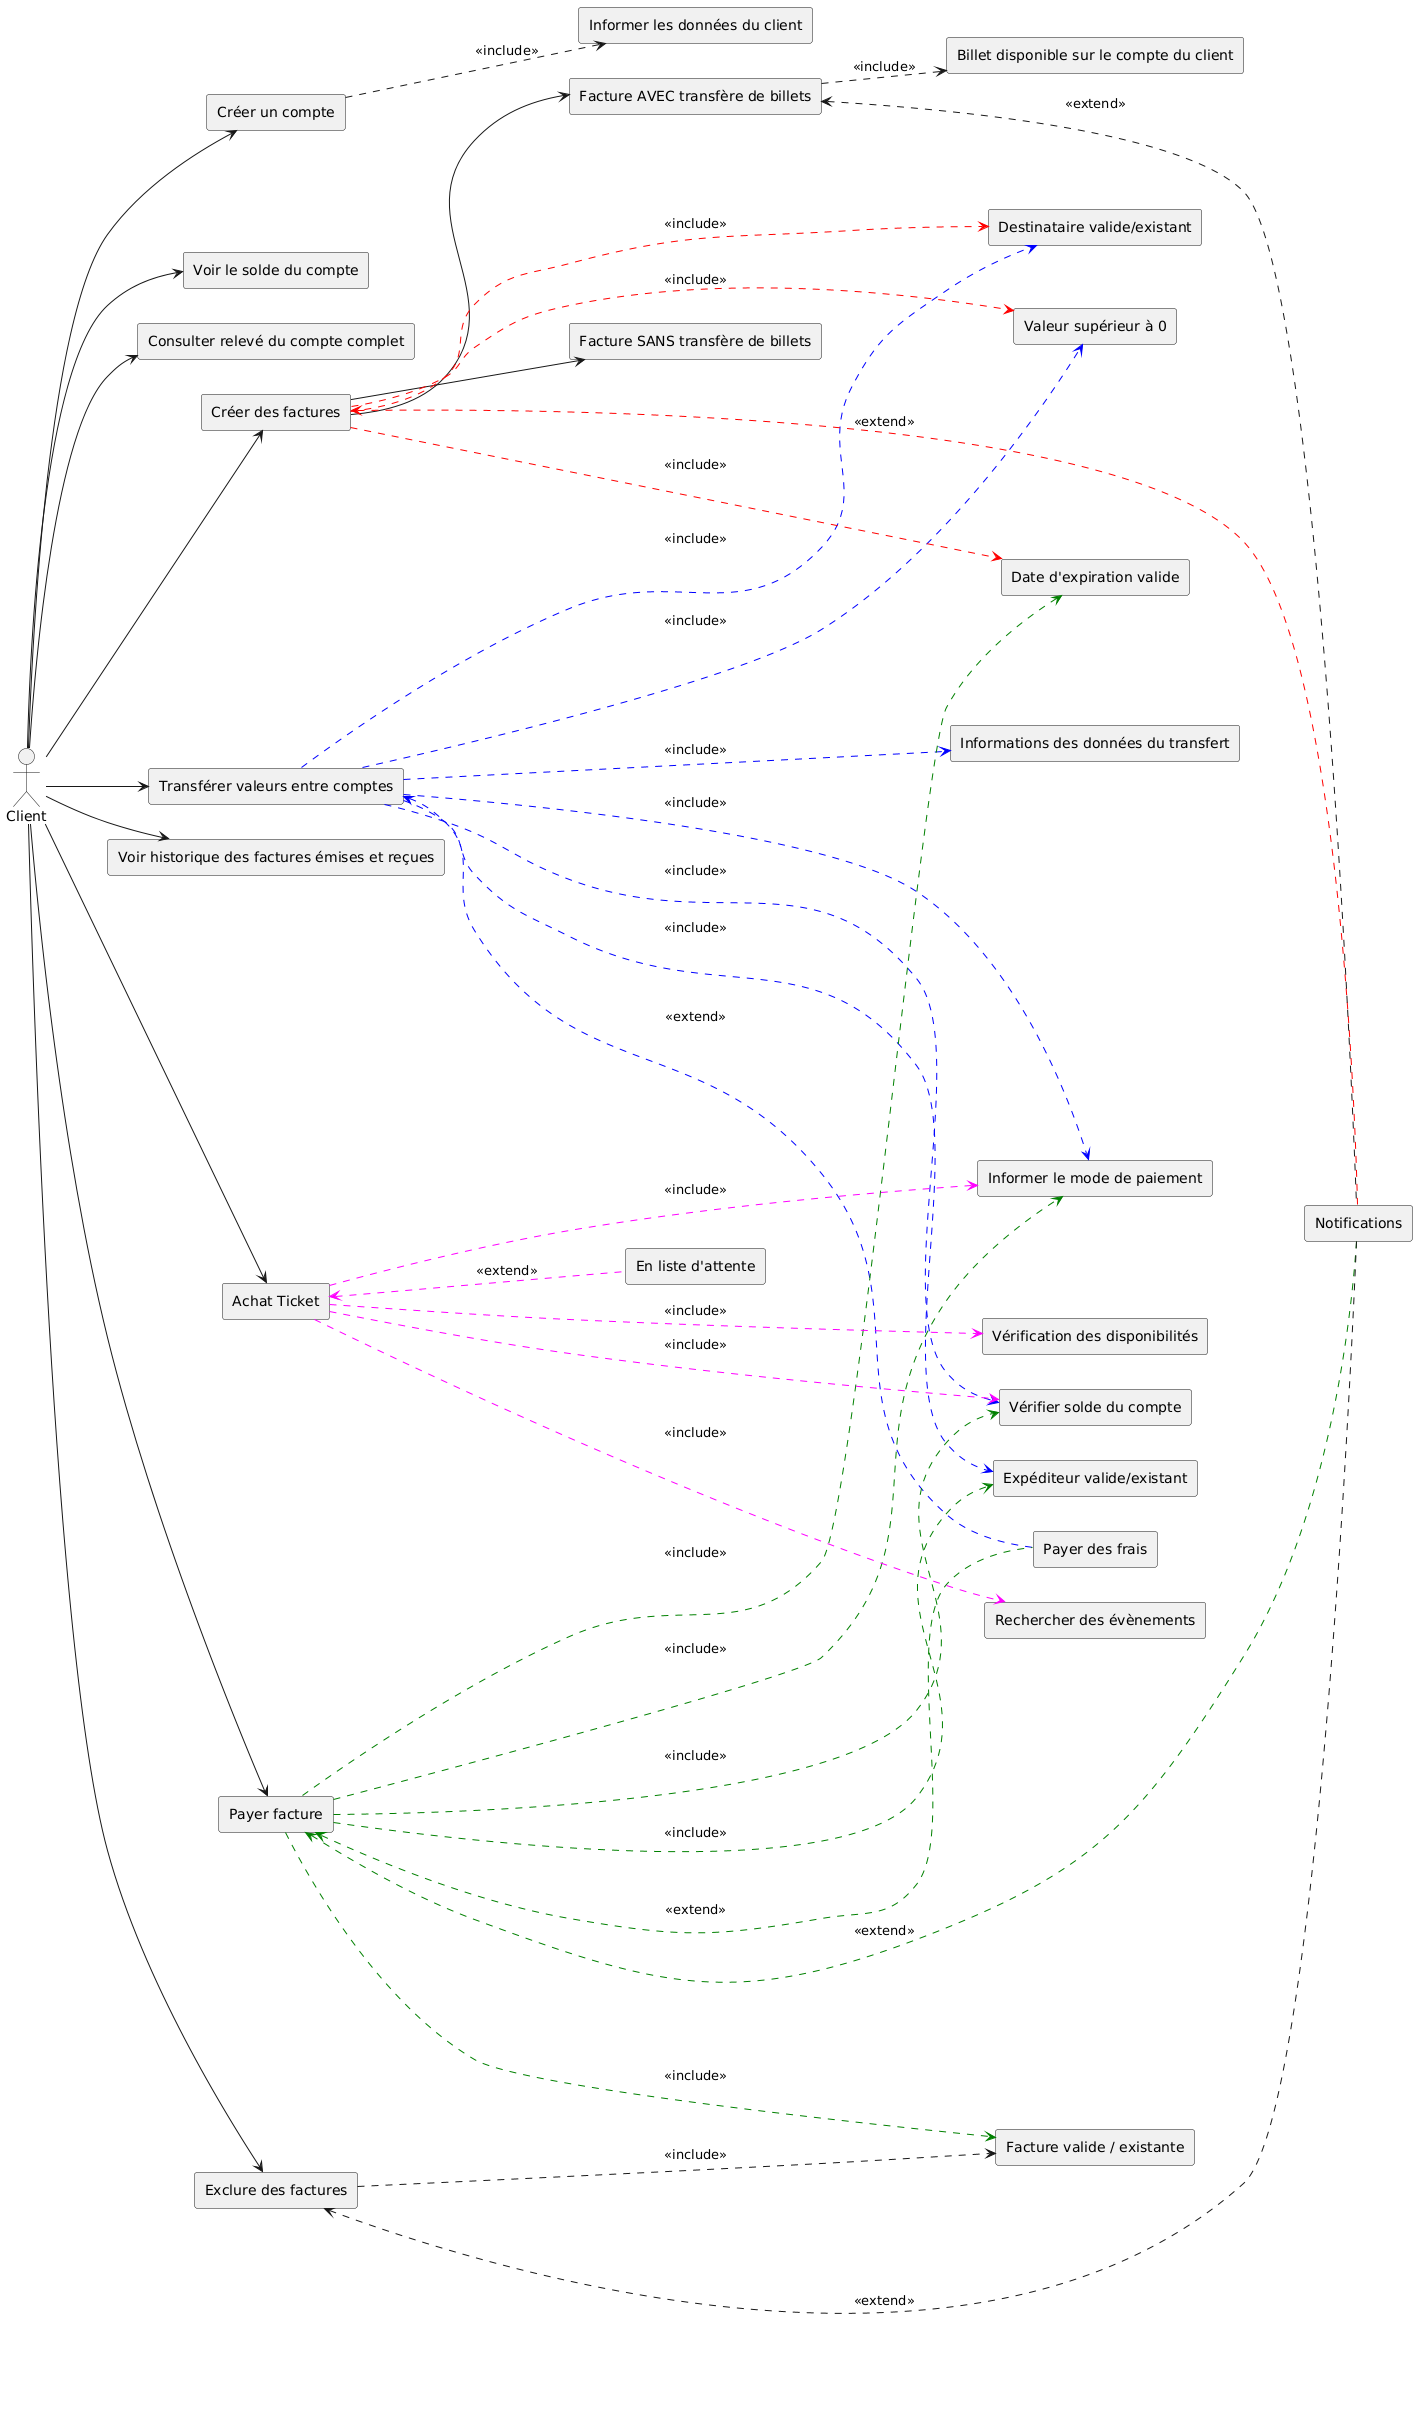 Informer les données du client
«include»
Billet disponible sur le compte du client
«include»
Facture AVEC transfère de billets
«extend»
Créer un compte
«include»
Destinataire valide/existant
Voir le solde du compte
«include»
Valeur supérieur à 0
Consulter relevé du compte complet
Facture SANS transfère de billets
Créer des factures
«extend»
«include»
«include»
Date d'expiration valide
«include»
«include»
Informations des données du transfert
Transférer valeurs entre comptes
«include»
Client
Voir historique des factures émises et reçues
«include»
«include»
«extend»
Informer le mode de paiement
«include»
Notifications
En liste d'attente
«extend»
Achat Ticket
«include»
Vérification des disponibilités
«include»
Vérifier solde du compte
«include»
Expéditeur valide/existant
Payer des frais
«include»
Rechercher des évènements
«include»
«include»
Payer facture
«include»
«extend»
«extend»
«include»
Facture valide / existante
«include»
Exclure des factures
«extend»